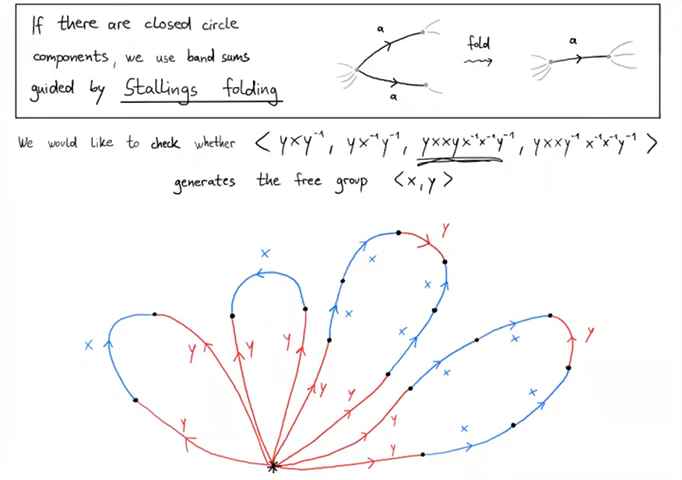 If there are closed circle
components, we use band sums
guided by Stallings folding
a
a
fold
a
We would like to check whether < yxy⁻¹, yx⁻¹y⁻¹, yxxyx⁻¹x⁻¹y⁻¹, yxxy⁻¹x⁻¹x⁻¹y⁻¹ >
generates the free group <x, y>
x
y
y
x
y
y
x
x
y
x
x
y
y
x
x
y
x
x
y
y